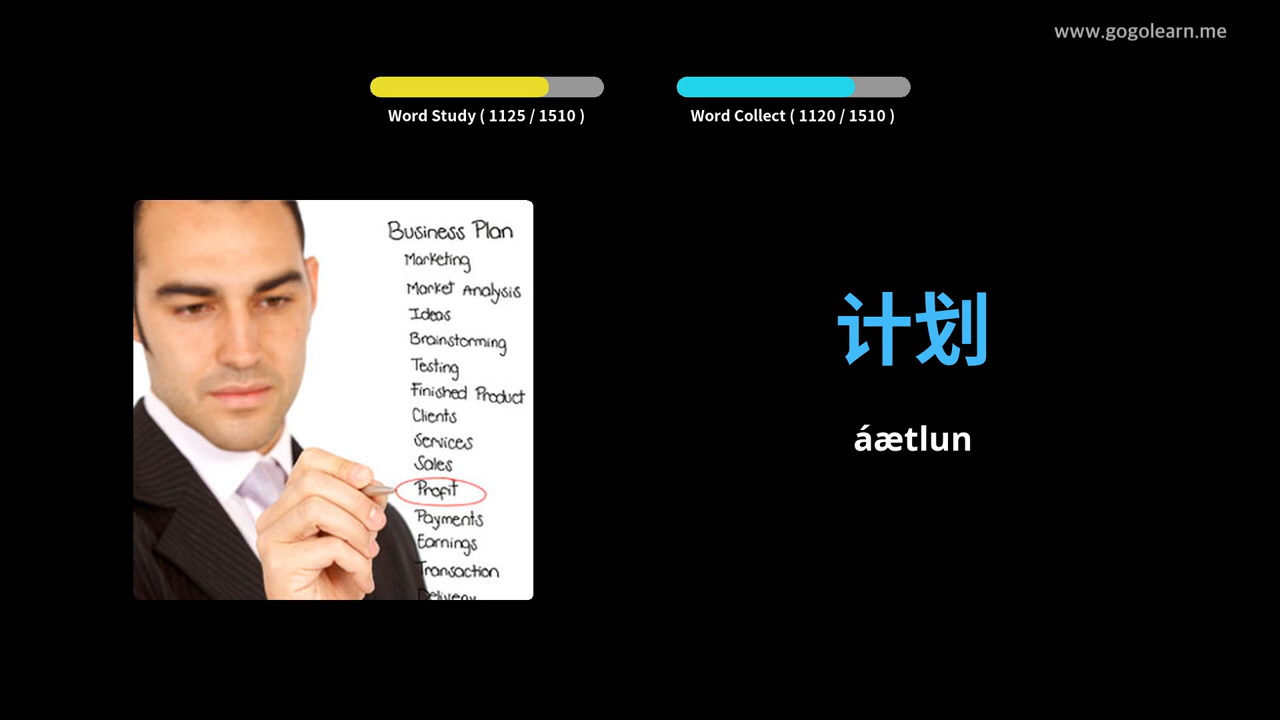 www.gogolearn.me
Word Study ( 1125 / 1510 )
Word Collect ( 1120 / 1510 )
Business Plan
Marketing
Market Analysis
Ideas
Brainstorming
Testing
Finished Product
Clients
Services
Sales
Profit
Payments
Earnings
Transaction
Delivery
计划
áætlun